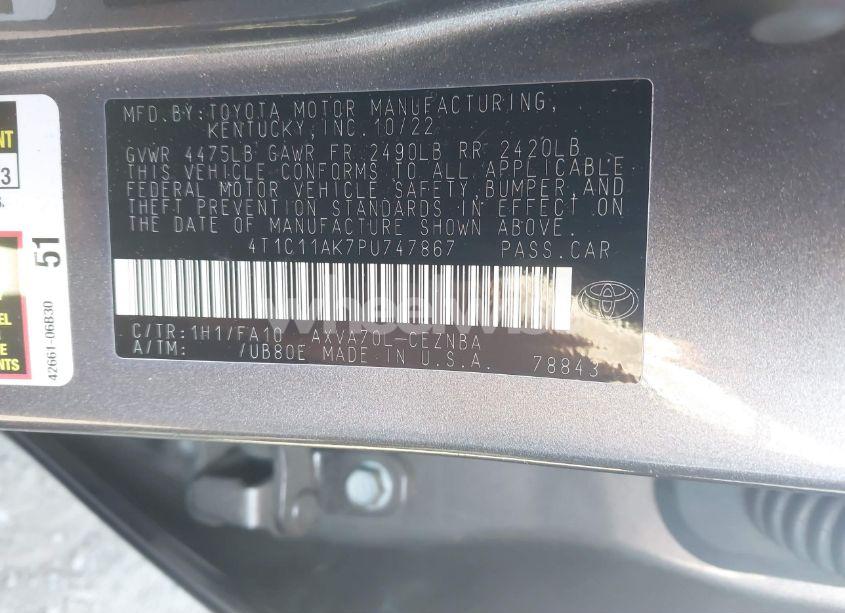 MFD.BY:TOYOTA MOTOR MANUFACTURING,
KENTUCKY,INC.10/22
GVWR 4475LB GAWR FR 2490LB RR 2420LB
THIS VEHICLE CONFORMS TO ALL APPLICABLE
FEDERAL MOTOR VEHICLE SAFETY, BUMPER, AND
THEFT PREVENTION STANDARDS IN EFFECT ON
THE DATE OF MANUFACTURE SHOWN ABOVE.
4T1C11AK7PU747867 PASS.CAR
C/TR:1H1/FA10 AXVA70L-CEZNBA
A/TM: /UB80E MADE IN U.S.A. 78843
51
42661-06B30